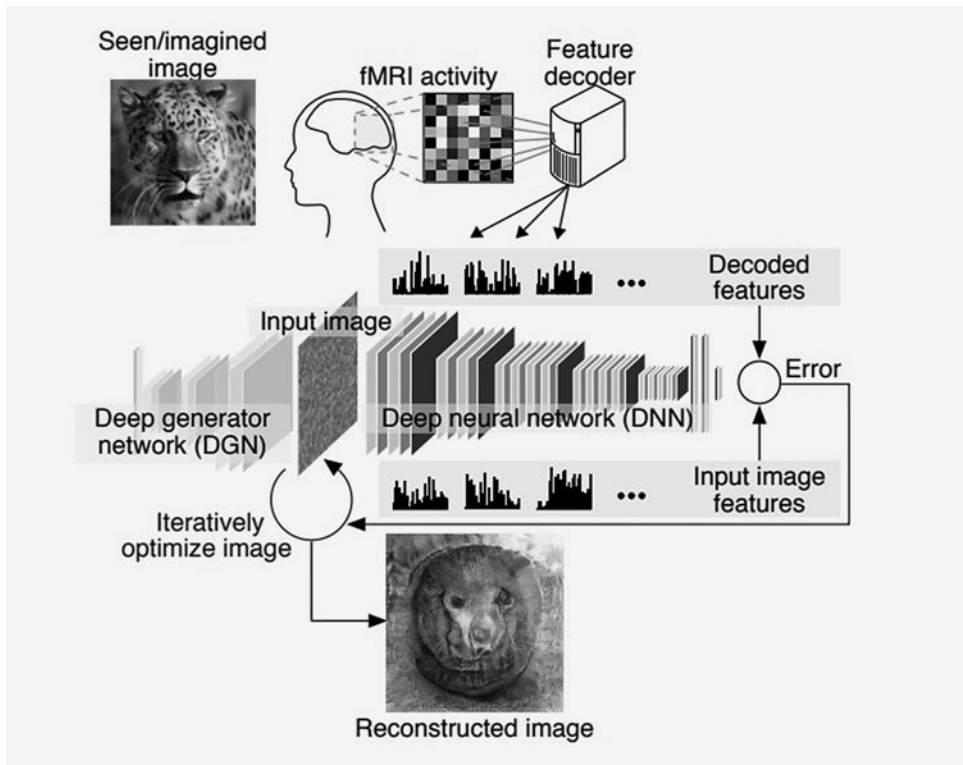 Seen/imagined
image
fMRI activity
Feature
decoder
Decoded
features
Input image
Error
Deep generator
network (DGN)
Deep neural network (DNN)
Input image
features
Iteratively
optimize image
Reconstructed image